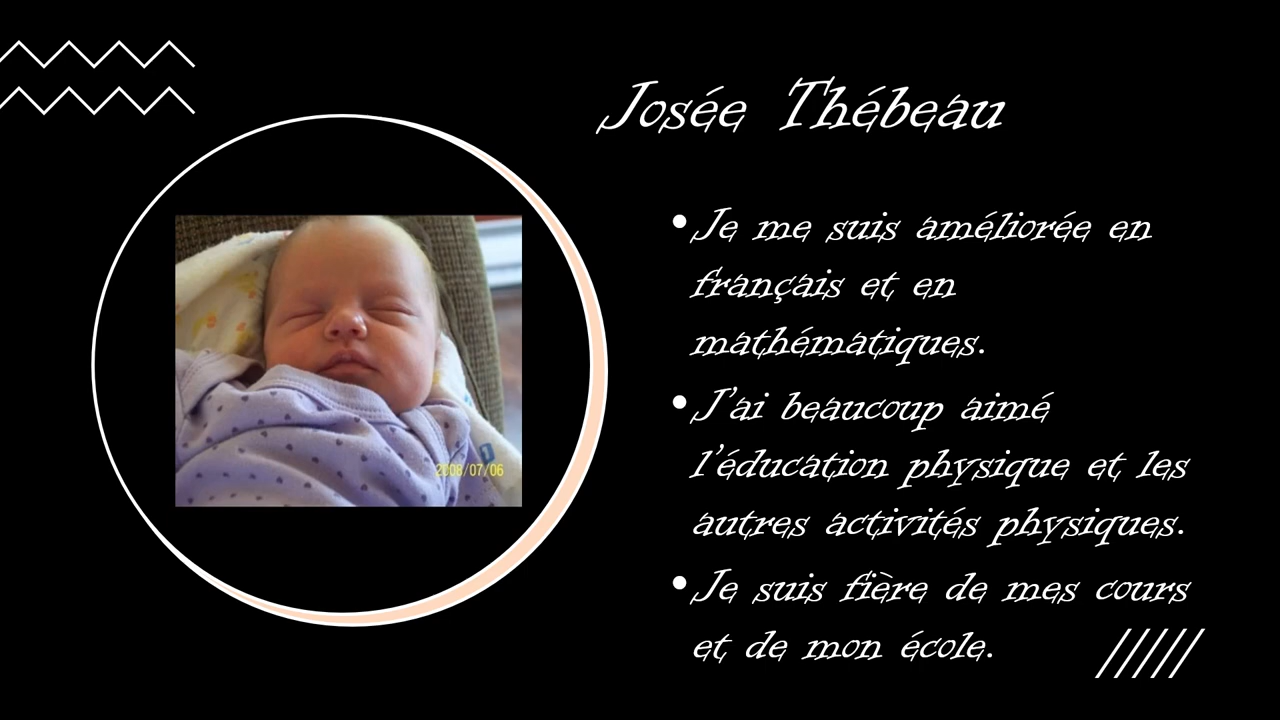 Josée Thébeau
• Je me suis améliorée en
français et en
mathématiques.
• J'ai beaucoup aimé
l'éducation physique et les
autres activités physiques.
• Je suis fière de mes cours
et de mon école.
2008/07/06